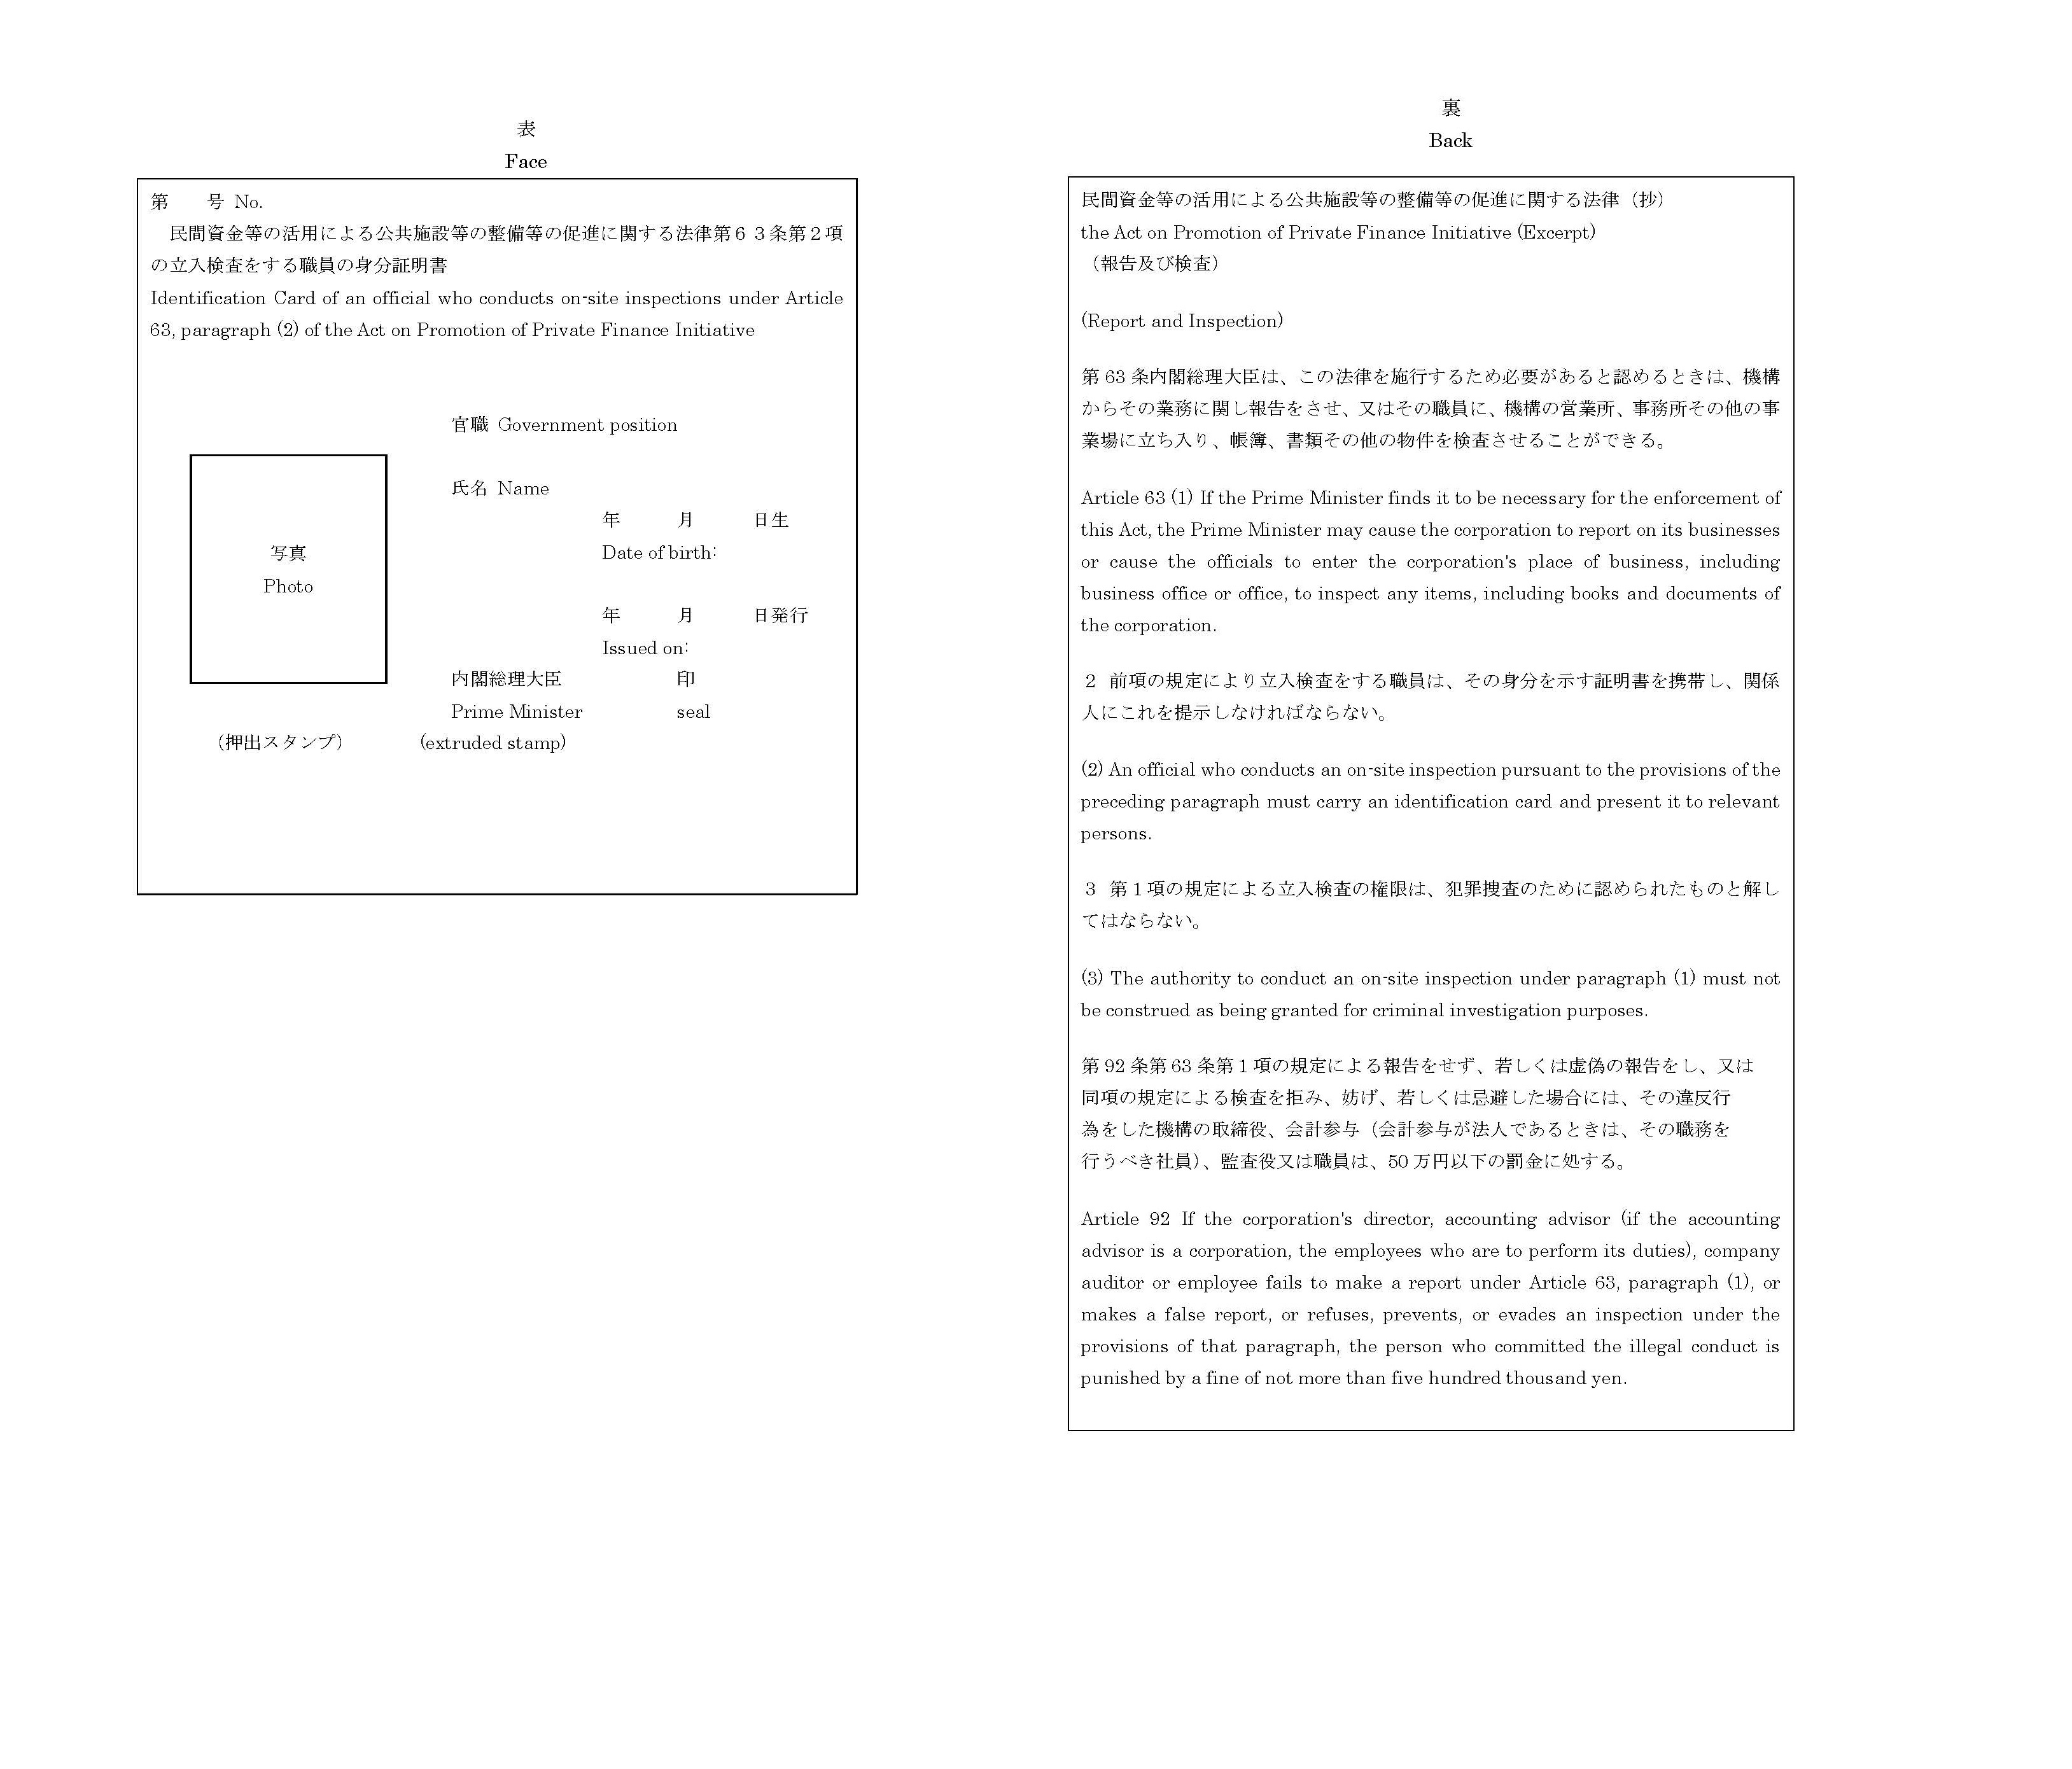 表
Face
第　　号 No.
　民間資金等の活用による公共施設等の整備等の促進に関する法律第６３条第２項
の立入検査をする職員の身分証明書
Identification Card of an official who conducts on-site inspections under Article
63, paragraph (2) of the Act on Promotion of Private Finance Initiative
官職 Government position
氏名 Name
年　　　月　　　日生
Date of birth:
写真
Photo
年　　　月　　　日発行
Issued on:
内閣総理大臣　　　　　　印
Prime Minister　　　　　seal
（押出スタンプ）　　　　(extruded stamp)
裏
Back
民間資金等の活用による公共施設等の整備等の促進に関する法律（抄）
the Act on Promotion of Private Finance Initiative (Excerpt)
（報告及び検査）
(Report and Inspection)
第 63 条内閣総理大臣は、この法律を施行するため必要があると認めるときは、機構
からその業務に関し報告をさせ、又はその職員に、機構の営業所、事務所その他の事
業場に立ち入り、帳簿、書類その他の物件を検査させることができる。
Article 63 (1) If the Prime Minister finds it to be necessary for the enforcement of
this Act, the Prime Minister may cause the corporation to report on its businesses
or cause the officials to enter the corporation's place of business, including
business office or office, to inspect any items, including books and documents of
the corporation.
２ 前項の規定により立入検査をする職員は、その身分を示す証明書を携帯し、関係
人にこれを提示しなければならない。
(2) An official who conducts an on-site inspection pursuant to the provisions of the
preceding paragraph must carry an identification card and present it to relevant
persons.
３ 第１項の規定による立入検査の権限は、犯罪捜査のために認められたものと解し
てはならない。
(3) The authority to conduct an on-site inspection under paragraph (1) must not
be construed as being granted for criminal investigation purposes.
第 92 条第 63 条第１項の規定による報告をせず、若しくは虚偽の報告をし、又は
同項の規定による検査を拒み、妨げ、若しくは忌避した場合には、その違反行
為をした機構の取締役、会計参与（会計参与が法人であるときは、その職務を
行うべき社員）、監査役又は職員は、50 万円以下の罰金に処する。
Article 92 If the corporation's director, accounting advisor (if the accounting
advisor is a corporation, the employees who are to perform its duties), company
auditor or employee fails to make a report under Article 63, paragraph (1), or
makes a false report, or refuses, prevents, or evades an inspection under the
provisions of that paragraph, the person who committed the illegal conduct is
punished by a fine of not more than five hundred thousand yen.